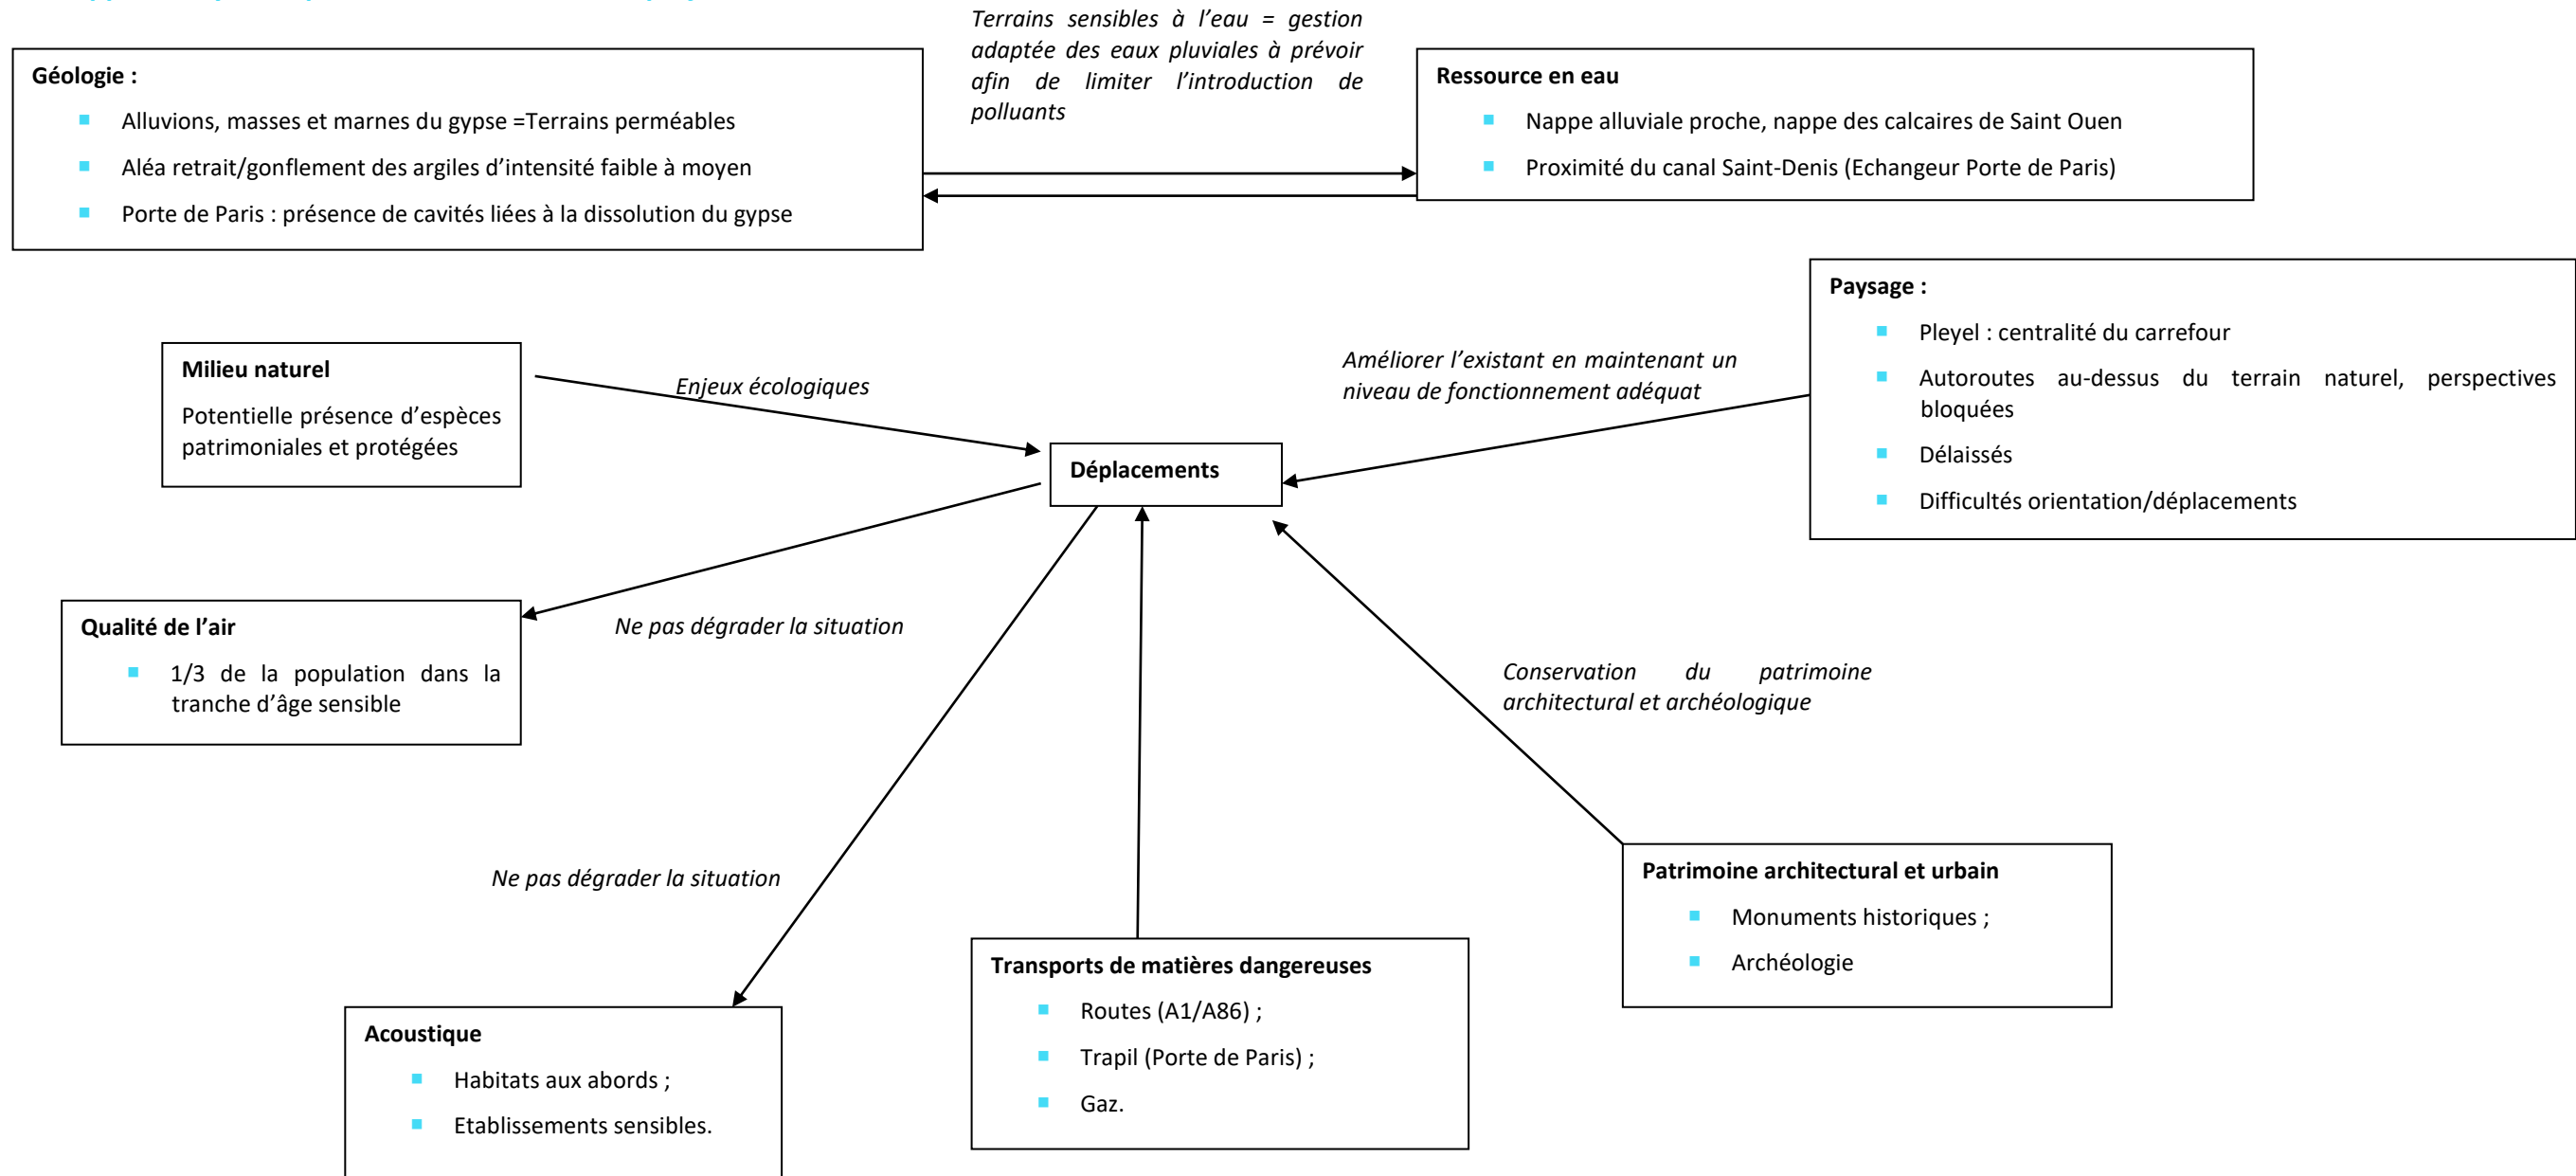 Terrains sensibles à l’eau = gestion
adaptée des eaux pluviales à prévoir
afin de limiter l’introduction de
polluants
Géologie :
Alluvions, masses et marnes du gypse =Terrains perméables
Aléa retrait/gonflement des argiles d’intensité faible à moyen
Porte de Paris : présence de cavités liées à la dissolution du gypse
Ressource en eau
Nappe alluviale proche, nappe des calcaires de Saint Ouen
Proximité du canal Saint-Denis (Echangeur Porte de Paris)
Paysage :
Pleyel : centralité du carrefour
Autoroutes au-dessus du terrain naturel, perspectives
bloquées
Délaissés
Difficultés orientation/déplacements
Milieu naturel
Potentielle présence d’espèces
patrimoniales et protégées
Enjeux écologiques
Améliorer l’existant en maintenant un
niveau de fonctionnement adéquat
Déplacements
Qualité de l’air
1/3 de la population dans la
tranche d’âge sensible
Ne pas dégrader la situation
Conservation du patrimoine
architectural et archéologique
Ne pas dégrader la situation
Patrimoine architectural et urbain
Monuments historiques ;
Archéologie
Transports de matières dangereuses
Routes (A1/A86) ;
Trapil (Porte de Paris) ;
Gaz.
Acoustique
Habitats aux abords ;
Etablissements sensibles.